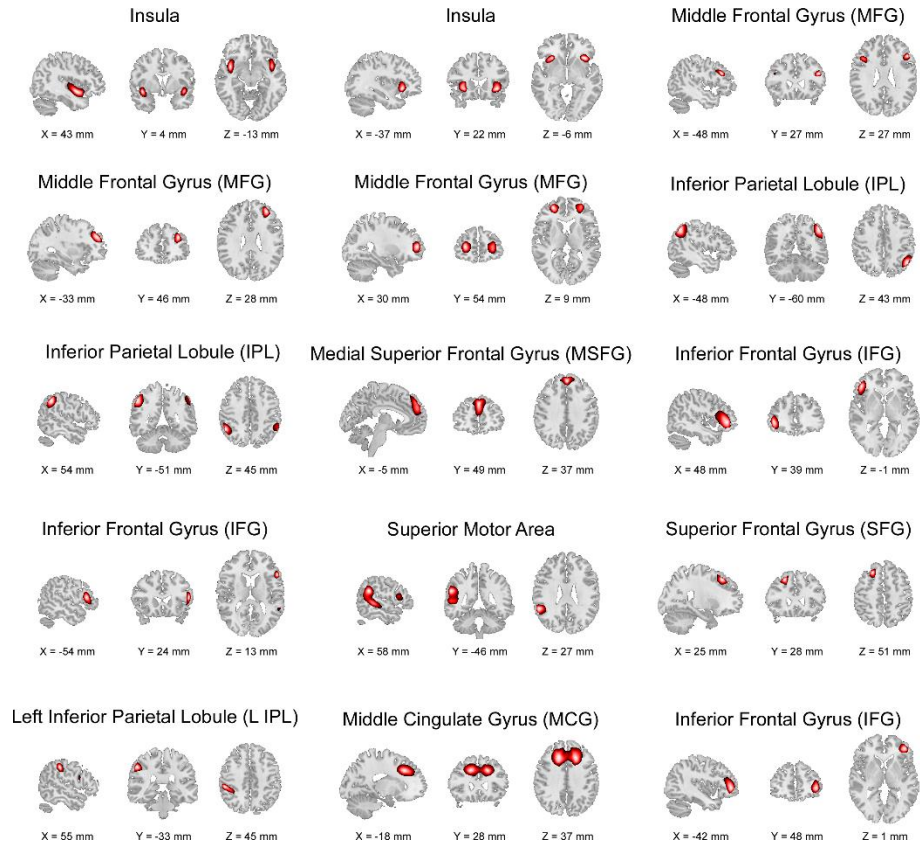 Insula
X = 43 mm Y = 4 mm Z = -13 mm
Insula
X = -37 mm Y = 22 mm Z = -6 mm
Middle Frontal Gyrus (MFG)
X = -48 mm Y = 27 mm Z = 27 mm
Middle Frontal Gyrus (MFG)
X = -33 mm Y = 46 mm Z = 28 mm
Middle Frontal Gyrus (MFG)
X = 30 mm Y = 54 mm Z = 9 mm
Inferior Parietal Lobule (IPL)
X = -48 mm Y = -60 mm Z = 43 mm
Inferior Parietal Lobule (IPL)
X = 54 mm Y = -51 mm Z = 45 mm
Medial Superior Frontal Gyrus (MSFG)
X = -5 mm Y = 49 mm Z = 37 mm
Inferior Frontal Gyrus (IFG)
X = 48 mm Y = 39 mm Z = -1 mm
Inferior Frontal Gyrus (IFG)
X = -54 mm Y = 24 mm Z = 13 mm
Superior Motor Area
X = 58 mm Y = -46 mm Z = 27 mm
Superior Frontal Gyrus (SFG)
X = 25 mm Y = 28 mm Z = 51 mm
Left Inferior Parietal Lobule (L IPL)
X = 55 mm Y = -33 mm Z = 45 mm
Middle Cingulate Gyrus (MCG)
X = -18 mm Y = 28 mm Z = 37 mm
Inferior Frontal Gyrus (IFG)
X = -42 mm Y = 48 mm Z = 1 mm